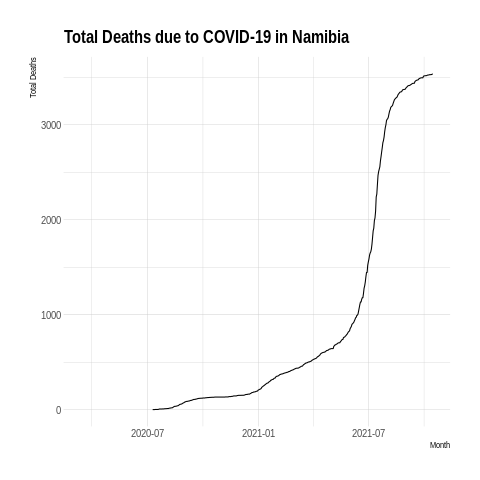 Total Deaths due to COVID-19 in Namibia
Total Deaths
3000
2000
1000
0
2020-07
2021-01
2021-07
Month